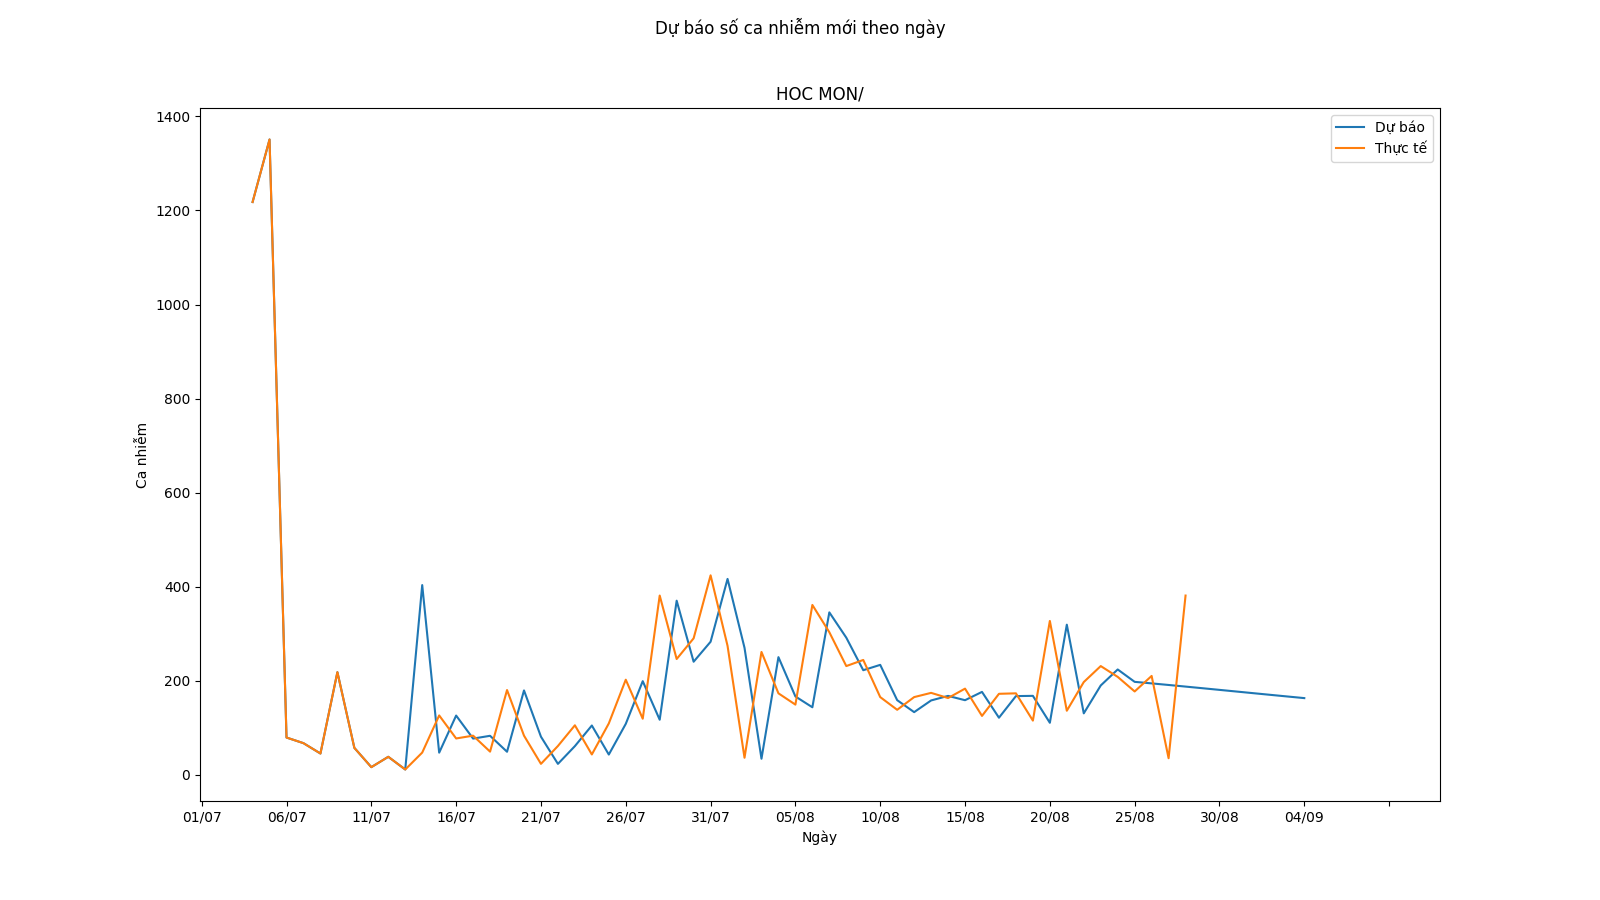 Dự báo số ca nhiễm mới theo ngày
HOC MON/
Dự báo
Thực tế
Ca nhiễm
1400
1200
1000
800
600
400
200
0
01/07 06/07 11/07 16/07 21/07 26/07 31/07 05/08 10/08 15/08 20/08 25/08 30/08 04/09
Ngày